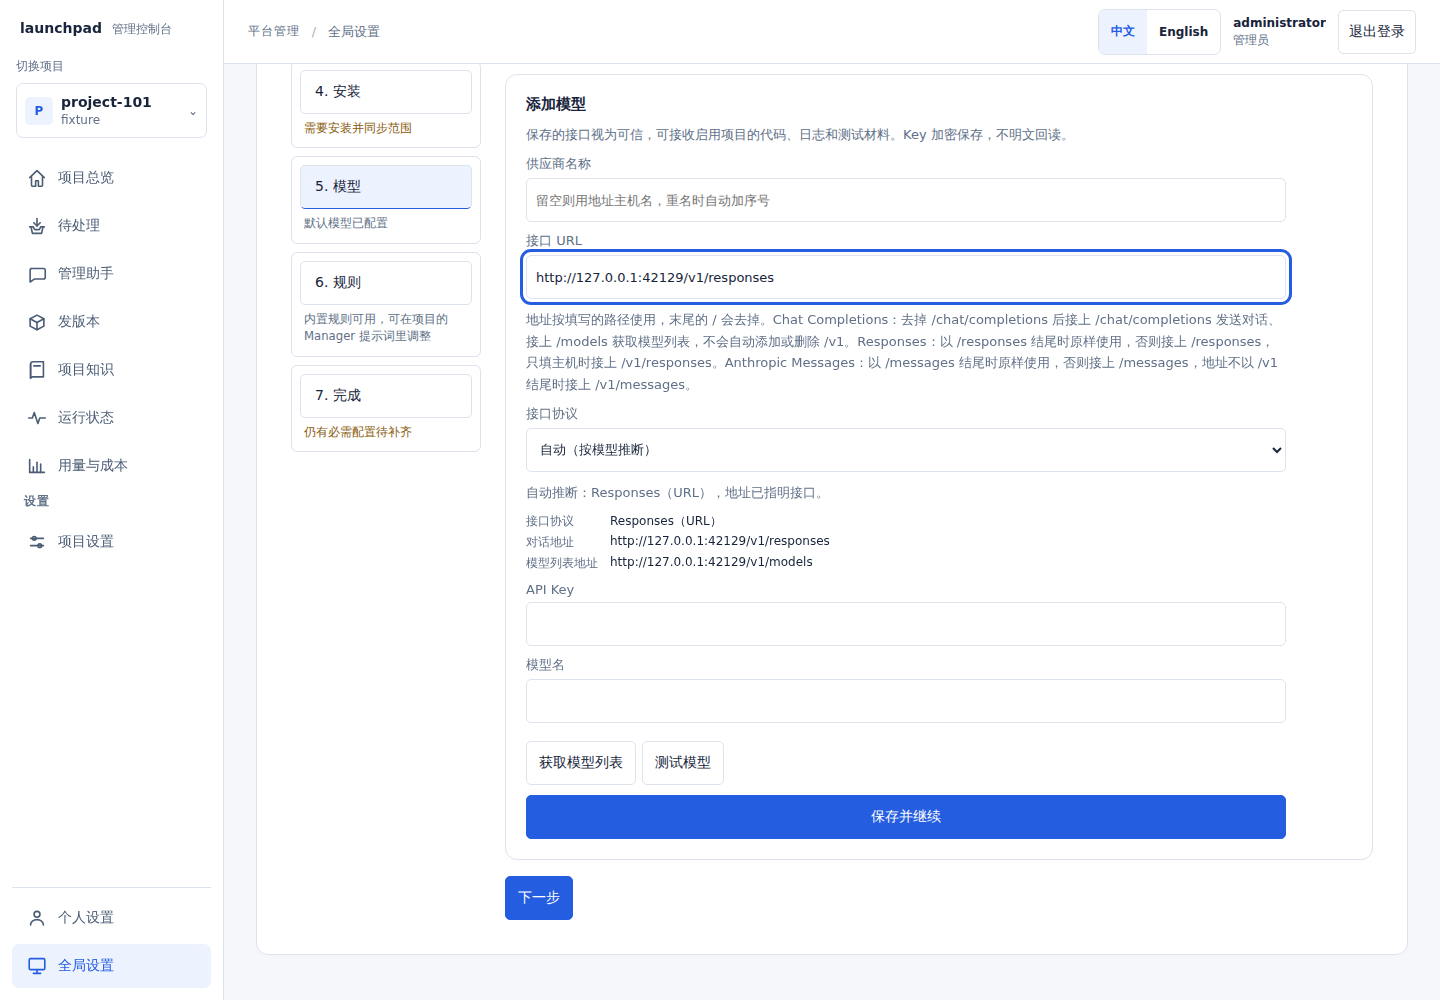 launchpad 管理控制台
切换项目
P
project-101
fixture
项目总览
待处理
管理助手
发版本
项目知识
运行状态
用量与成本
设置
项目设置
个人设置
全局设置
平台管理 / 全局设置
中文 English
administrator
管理员
退出登录
4. 安装
需要安装并同步范围
5. 模型
默认模型已配置
6. 规则
内置规则可用，可在项目的
Manager 提示词里调整
7. 完成
仍有必需配置待补齐
添加模型
保存的接口视为可信，可接收启用项目的代码、日志和测试材料。Key 加密保存，不明文回读。
供应商名称
留空则用地址主机名，重名时自动加序号
接口 URL
http://127.0.0.1:42129/v1/responses
地址按填写的路径使用，末尾的 / 会去掉。Chat Completions：去掉 /chat/completions 后接上 /chat/completions 发送对话、
接上 /models 获取模型列表，不会自动添加或删除 /v1。Responses：以 /responses 结尾时原样使用，否则接上 /responses，
只填主机时接上 /v1/responses。Anthropic Messages：以 /messages 结尾时原样使用，否则接上 /messages，地址不以 /v1
结尾时接上 /v1/messages。
接口协议
自动（按模型推断）
自动推断：Responses（URL），地址已指明接口。
接口协议 Responses（URL）
对话地址 http://127.0.0.1:42129/v1/responses
模型列表地址 http://127.0.0.1:42129/v1/models
API Key
模型名
获取模型列表 测试模型
保存并继续
下一步